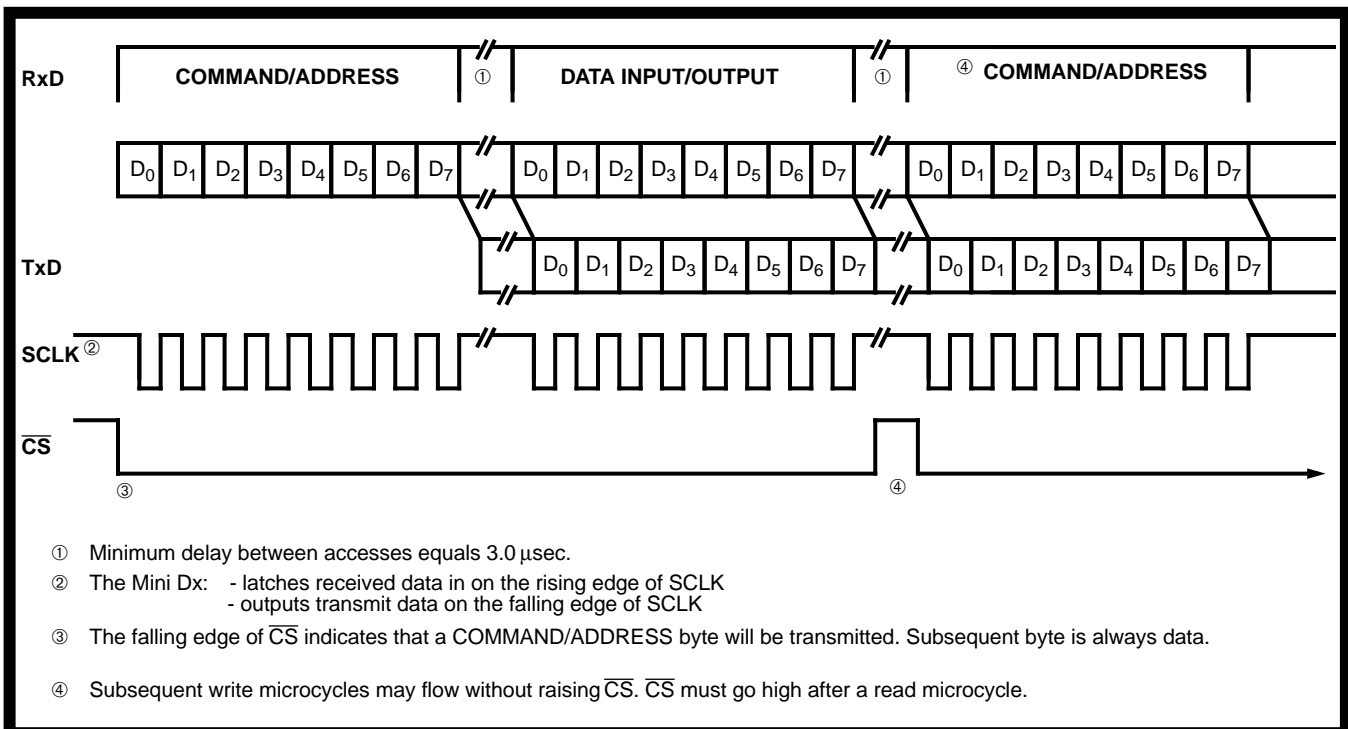 RxD COMMAND/ADDRESS ① DATA INPUT/OUTPUT ① ④ COMMAND/ADDRESS
D0 D1 D2 D3 D4 D5 D6 D7 D0 D1 D2 D3 D4 D5 D6 D7 D0 D1 D2 D3 D4 D5 D6 D7
TxD D0 D1 D2 D3 D4 D5 D6 D7 D0 D1 D2 D3 D4 D5 D6 D7
SCLK ②
C̅S̅
③ ④
① Minimum delay between accesses equals 3.0 µsec.
② The Mini Dx: - latches received data in on the rising edge of SCLK
- outputs transmit data on the falling edge of SCLK
③ The falling edge of C̅S̅ indicates that a COMMAND/ADDRESS byte will be transmitted. Subsequent byte is always data.
④ Subsequent write microcycles may flow without raising C̅S̅. C̅S̅ must go high after a read microcycle.